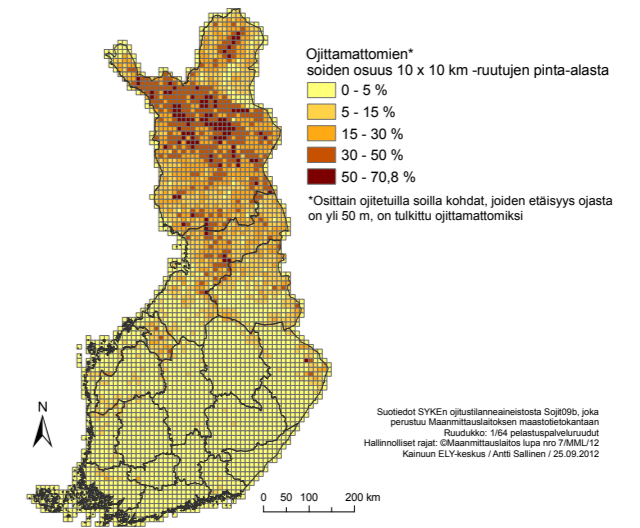 Ojittamattomien*
soiden osuus 10 x 10 km -ruutujen pinta-alasta
0 - 5 %
5 - 15 %
15 - 30 %
30 - 50 %
50 - 70,8 %
*Osittain ojitetuilla soilla kohdat, joiden etäisyys ojasta
on yli 50 m, on tulkittu ojittamattomiksi
N
Suotiedot SYKEn ojitustilanneaineistosta Sojit09b, joka
perustuu Maanmittauslaitoksen maastotietokantaan
Ruudukko: 1/64 pelastuspalveluruudut
Hallinnolliset rajat: ©Maanmittauslaitos lupa nro 7/MML/12
Kainuun ELY-keskus / Antti Sallinen / 25.09.2012
0 50 100 200 km